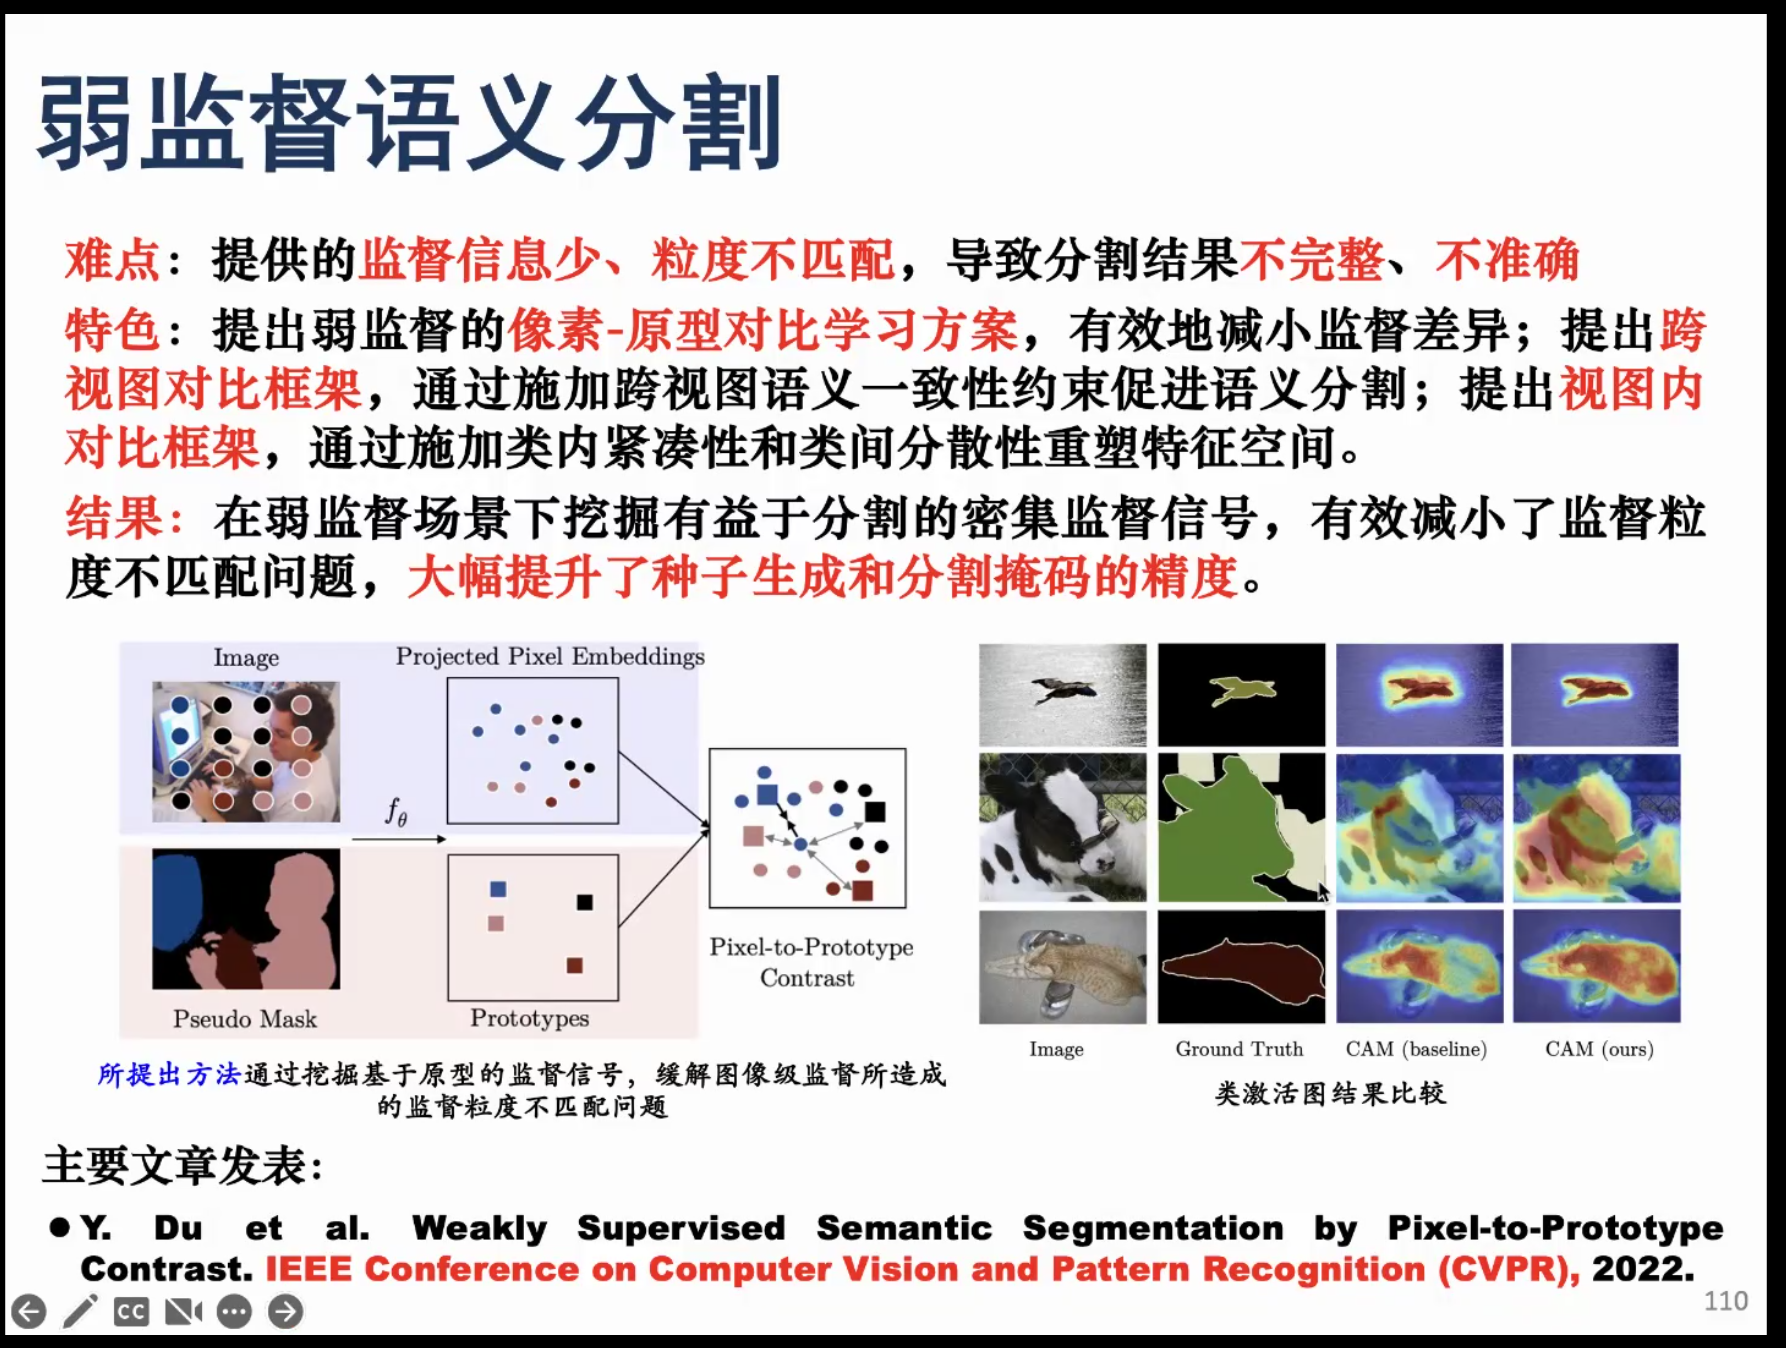 弱监督语义分割
难点：提供的监督信息少、粒度不匹配，导致分割结果不完整、不准确
特色：提出弱监督的像素-原型对比学习方案，有效地减小监督差异；提出跨
视图对比框架，通过施加跨视图语义一致性约束促进语义分割；提出视图内
对比框架，通过施加类内紧凑性和类间分散性重塑特征空间。
结果：在弱监督场景下挖掘有益于分割的密集监督信号，有效减小了监督粒
度不匹配问题，大幅提升了种子生成和分割掩码的精度。
Image
Projected Pixel Embeddings
fθ
Pseudo Mask
Prototypes
Pixel-to-Prototype
Contrast
所提出方法通过挖掘基于原型的监督信号，缓解图像级监督所造成
的监督粒度不匹配问题
Image
Ground Truth
CAM (baseline)
CAM (ours)
类激活图结果比较
主要文章发表：
●Y. Du et al. Weakly Supervised Semantic Segmentation by Pixel-to-Prototype
Contrast. IEEE Conference on Computer Vision and Pattern Recognition (CVPR), 2022.
CC
110